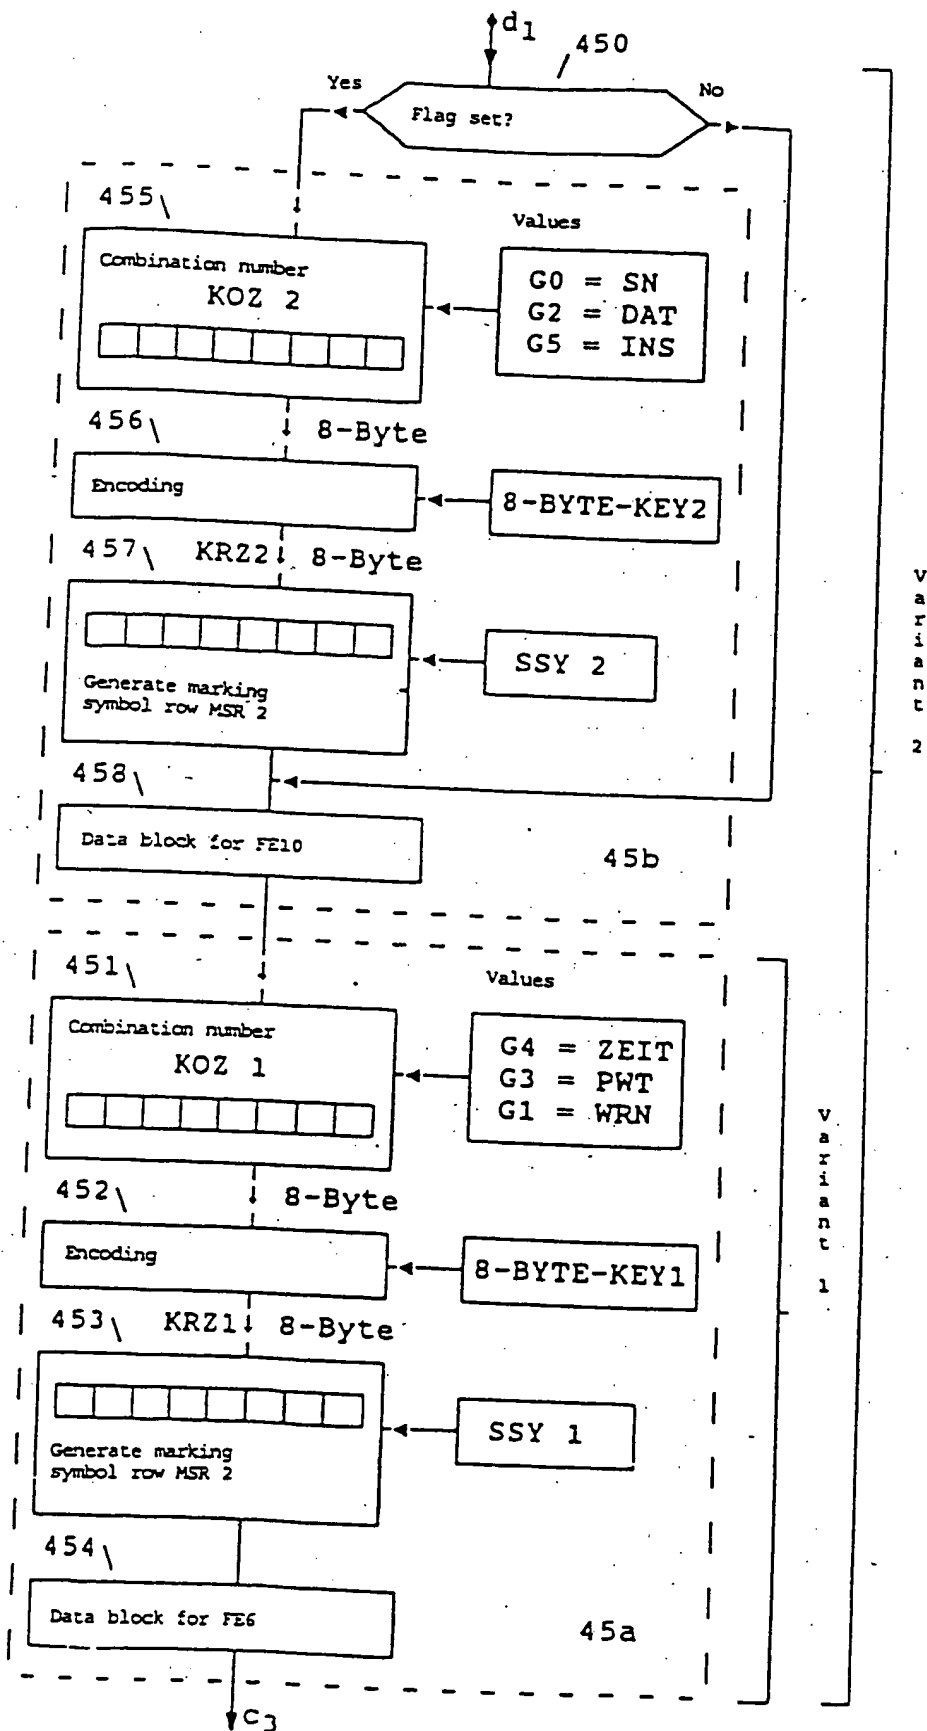 d1
450
Yes
No
Flag set?
455
Values
Combination number
KOZ 2
G0 = SN
G2 = DAT
G5 = INS
456
8-Byte
Encoding
8-BYTE-KEY2
457
KRZ2
8-Byte
SSY 2
Generate marking
symbol row MSR 2
458
Data block for FE10
45b
Variant 2
451
Values
Combination number
KOZ 1
G4 = ZEIT
G3 = PWT
G1 = WRN
452
8-Byte
Encoding
8-BYTE-KEY1
453
KRZ1
8-Byte
SSY 1
Generate marking
symbol row MSR 2
454
Data block for FE6
45a
Variant 1
c3